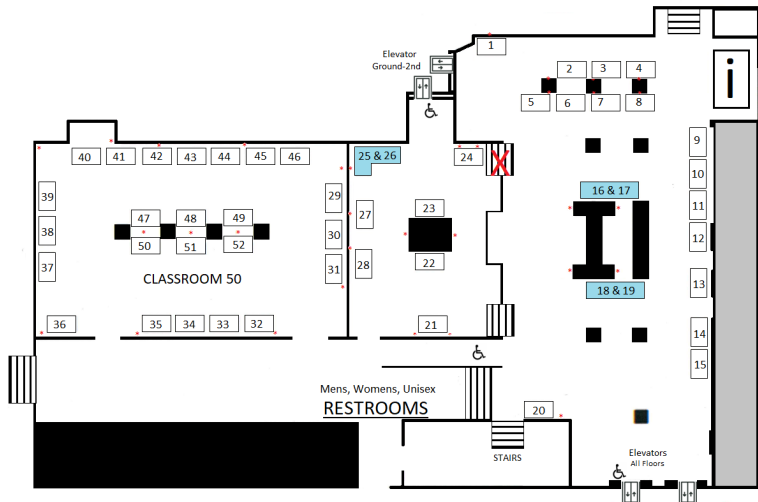 1
Elevator
Ground-2nd
2 3 4
i
5 6 7 8
9
40 41 42 43 44 45 46
25 & 26
24
10
39
29
16 & 17
11
47 48 49
27
23
38
30
12
50 51 52
37
31
28
22
CLASSROOM 50
13
18 & 19
36
35 34 33 32
21
14
15
Mens, Womens, Unisex
RESTROOMS
20
STAIRS
Elevators
All Floors